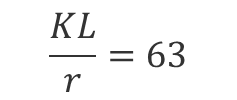 KL/r = 63